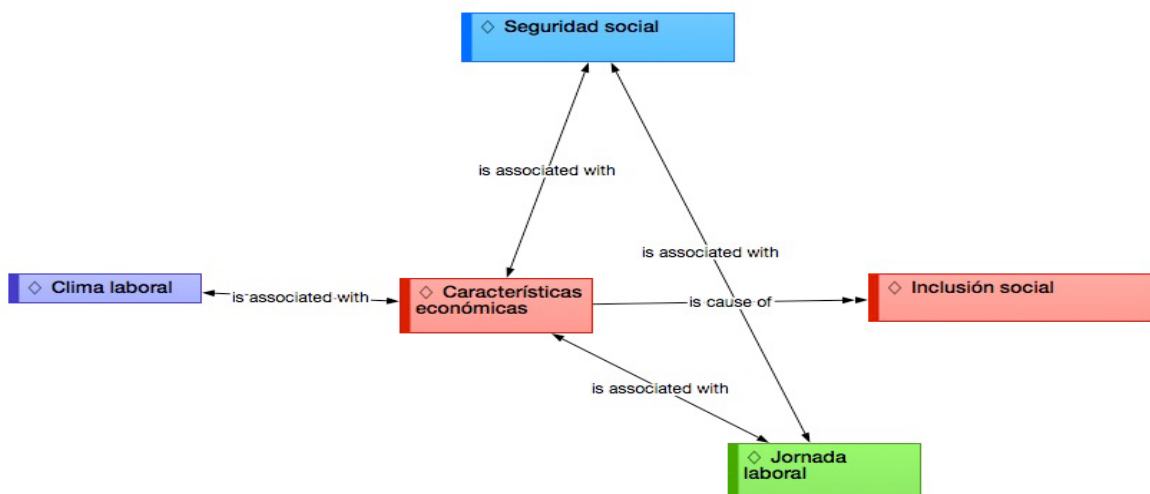 ◇ Seguridad social
is associated with
is associated with
◇ Clima laboral
is associated with
◇ Características
económicas
is cause of
◇ Inclusión social
is associated with
◇ Jornada
laboral